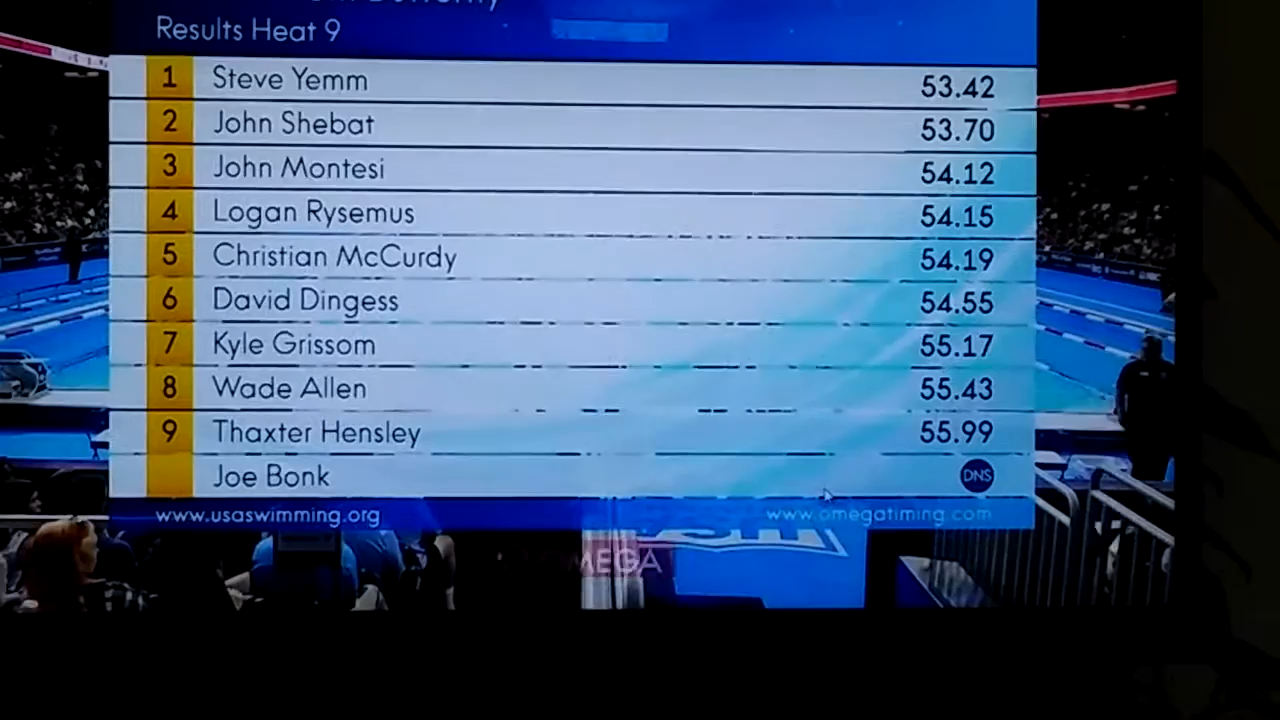 Results Heat 9
1 Steve Yemm 53.42
2 John Shebat 53.70
3 John Montesi 54.12
4 Logan Rysemus 54.15
5 Christian McCurdy 54.19
6 David Dingess 54.55
7 Kyle Grissom 55.17
8 Wade Allen 55.43
9 Thaxter Hensley 55.99
Joe Bonk DNS
www.usaswimming.org www.omegatiming.com
OMEGA